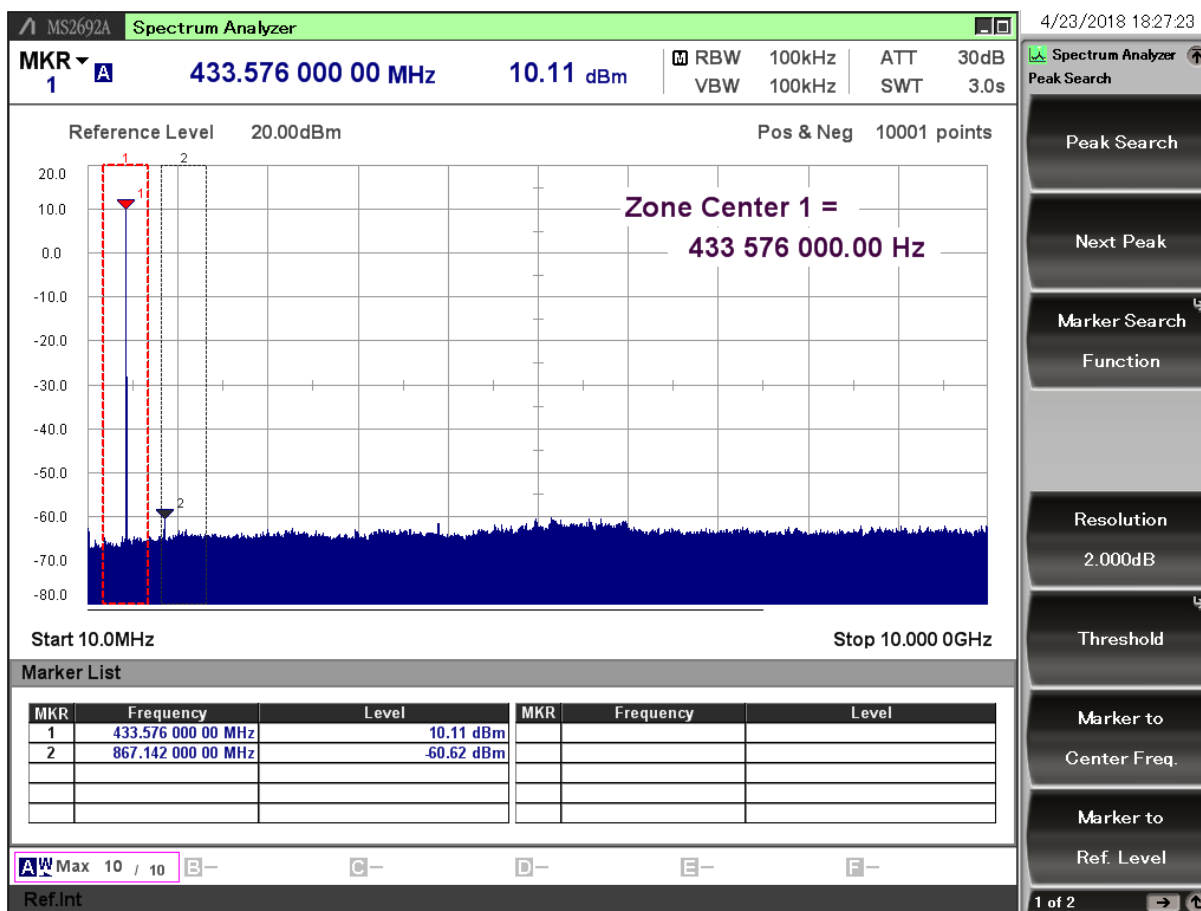 MS2692A Spectrum Analyzer
4/23/2018 18:27:23
MKR 1 A 433.576 000 00 MHz 10.11 dBm
M RBW 100kHz ATT 30dB
VBW 100kHz SWT 3.0s
Spectrum Analyzer
Peak Search
Reference Level 20.00dBm Pos & Neg 10001 points
1 2
20.0
10.0
0.0
-10.0
-20.0
-30.0
-40.0
-50.0
-60.0
-70.0
-80.0
1
2
Zone Center 1 =
433 576 000.00 Hz
Start 10.0MHz Stop 10.000 0GHz
Marker List
MKR Frequency Level MKR Frequency Level
1 433.576 000 00 MHz 10.11 dBm
2 867.142 000 00 MHz -60.62 dBm
A W Max 10 / 10 B C D E F
Ref.Int
Peak Search
Next Peak
Marker Search
Function
Resolution
2.000dB
Threshold
Marker to
Center Freq.
Marker to
Ref. Level
1 of 2